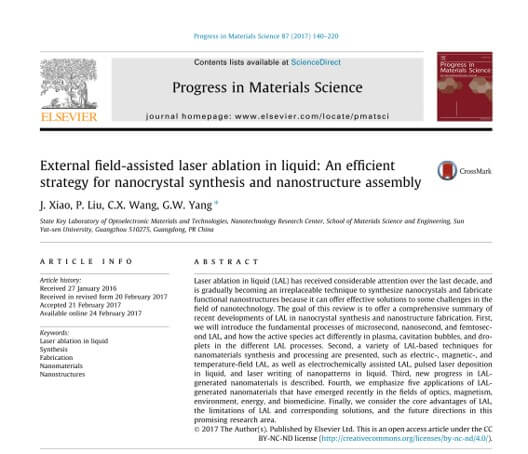 Progress in Materials Science 87 (2017) 140–220
Contents lists available at ScienceDirect
Progress in Materials Science
journal homepage: www.elsevier.com/locate/pmatsci
ELSEVIER
Progress in
Materials Science
External field-assisted laser ablation in liquid: An efficient
strategy for nanocrystal synthesis and nanostructure assembly
CrossMark
J. Xiao, P. Liu, C.X. Wang, G.W. Yang *
State Key Laboratory of Optoelectronic Materials and Technologies, Nanotechnology Research Center, School of Materials Science and Engineering, Sun
Yat-sen University, Guangzhou 510275, Guangdong, PR China
ARTICLE INFO
Article history:
Received 27 January 2016
Received in revised form 20 February 2017
Accepted 21 February 2017
Available online 24 February 2017
Keywords:
Laser ablation in liquid
Synthesis
Fabrication
Nanomaterials
Nanostructures
ABSTRACT
Laser ablation in liquid (LAL) has received considerable attention over the last decade, and
is gradually becoming an irreplaceable technique to synthesize nanocrystals and fabricate
functional nanostructures because it can offer effective solutions to some challenges in the
field of nanotechnology. The goal of this review is to offer a comprehensive summary of
recent developments of LAL in nanocrystal synthesis and nanostructure fabrication. First,
we will introduce the fundamental processes of microsecond, nanosecond, and femtosec-
ond LAL, and how the active species act differently in plasma, cavitation bubbles, and dro-
plets in the different LAL processes. Second, a variety of LAL-based techniques for
nanomaterials synthesis and processing are presented, such as electric-, magnetic-, and
temperature-field LAL, as well as electrochemically assisted LAL, pulsed laser deposition
in liquid, and laser writing of nanopatterns in liquid. Third, new progress in LAL-
generated nanomaterials is described. Fourth, we emphasize five applications of LAL-
generated nanomaterials that have emerged recently in the fields of optics, magnetism,
environment, energy, and biomedicine. Finally, we consider the core advantages of LAL,
the limitations of LAL and corresponding solutions, and the future directions in this
promising research area.
© 2017 The Author(s). Published by Elsevier Ltd. This is an open access article under the CC
BY-NC-ND license (http://creativecommons.org/licenses/by-nc-nd/4.0/).